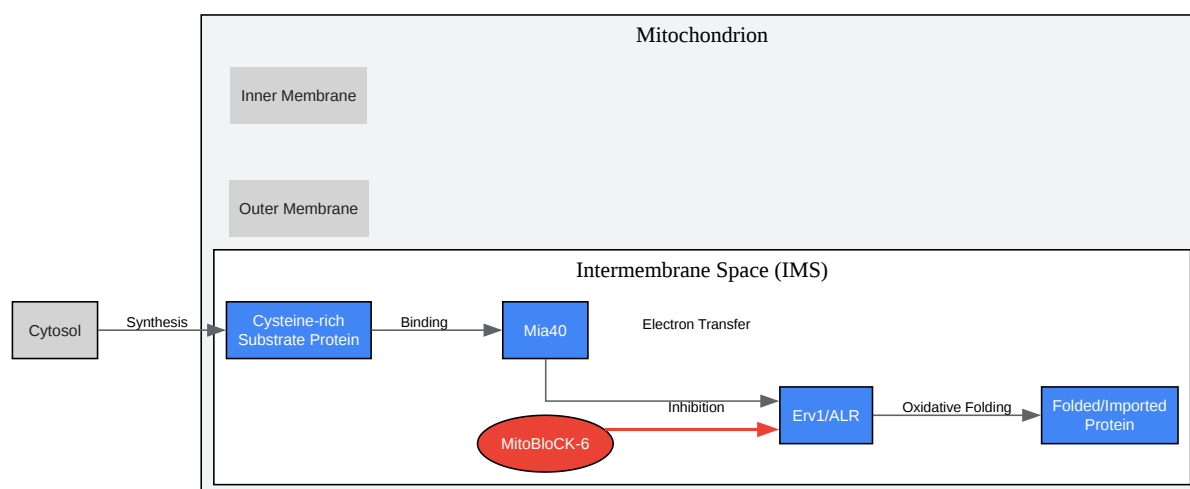 Mitochondrion
Inner Membrane
Outer Membrane
Intermembrane Space (IMS)
Cytosol
Synthesis
Cysteine-rich
Substrate Protein
Binding
Mia40
Electron Transfer
Inhibition
MitoBloCK-6
Erv1/ALR
Oxidative Folding
Folded/Imported
Protein